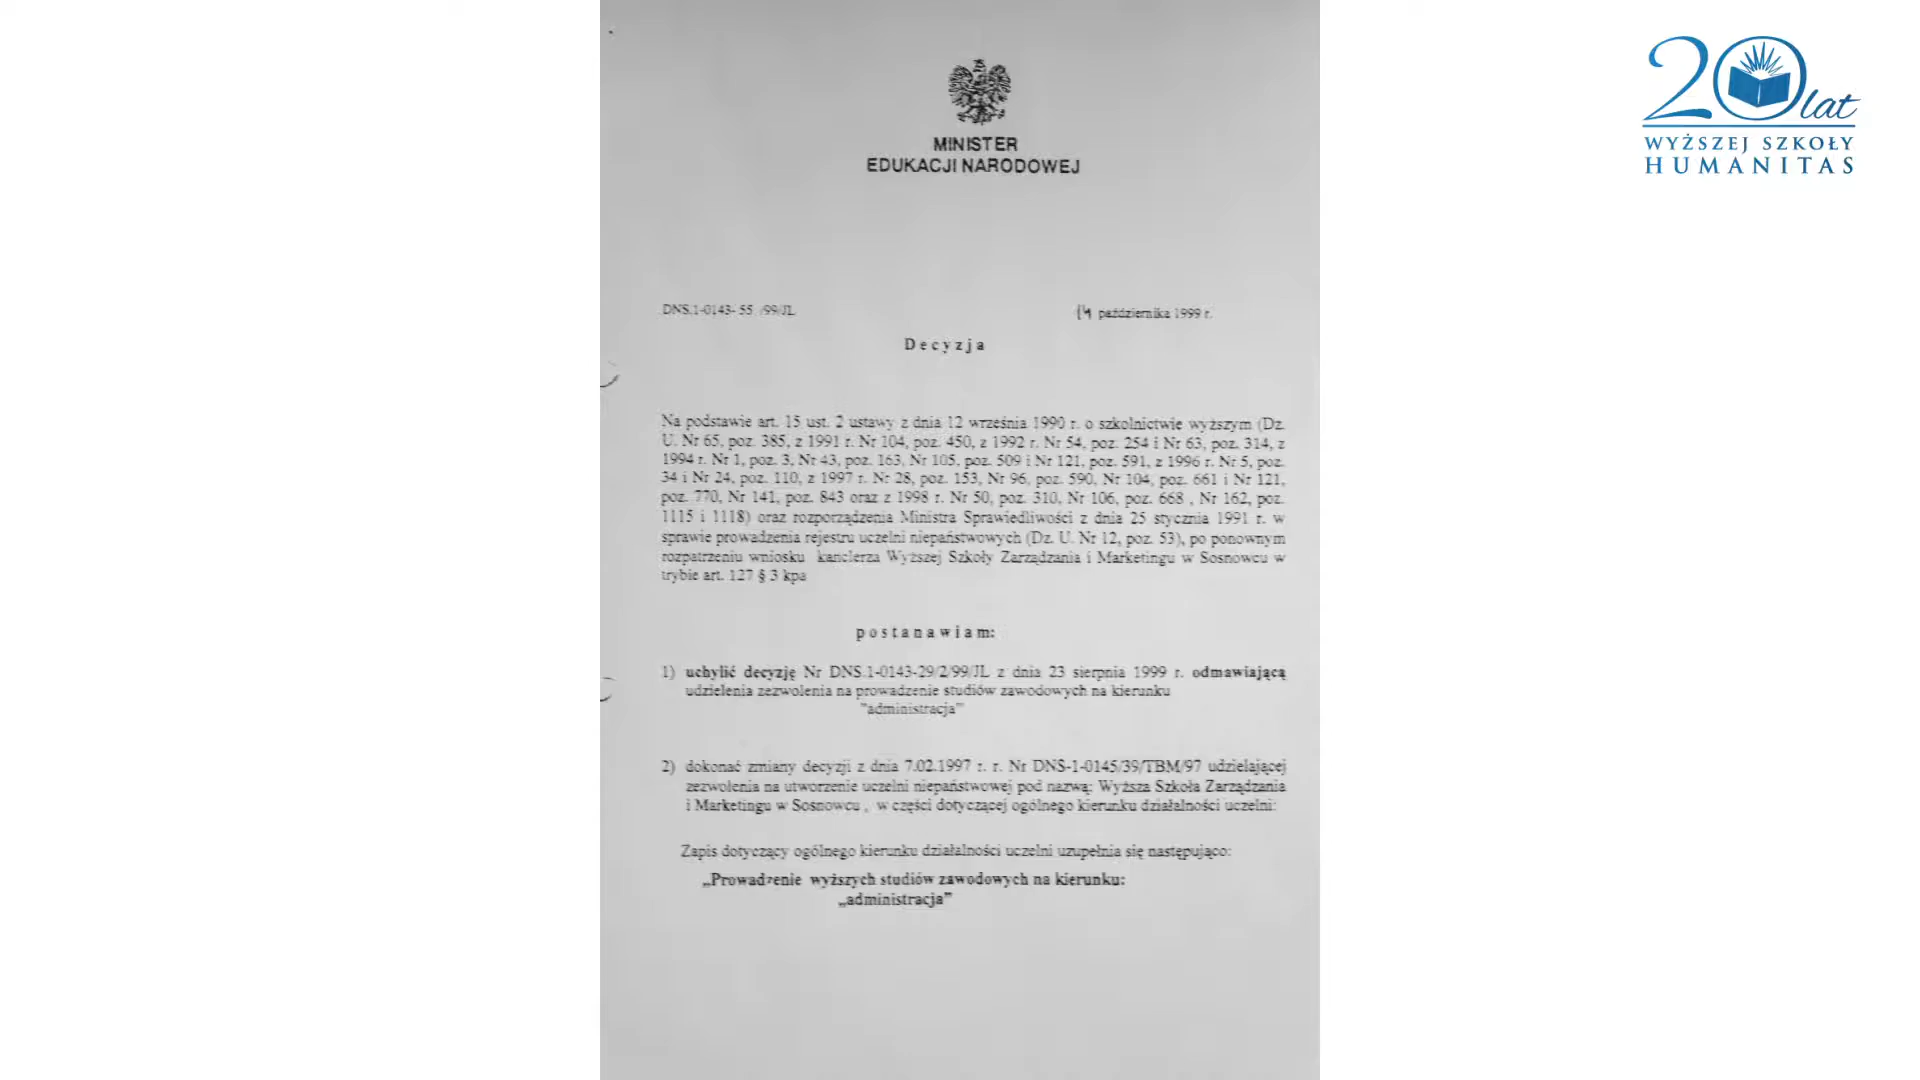 MINISTER
EDUKACJI NARODOWEJ
DNS.1-0143- 55 /99/JL
14 października 1999 r.
Decyzja
Na podstawie art. 15 ust. 2 ustawy z dnia 12 września 1990 r. o szkolnictwie wyższym (Dz.
U. Nr 65, poz. 385, z 1991 r. Nr 104, poz. 450, z 1992 r. Nr 54, poz. 254 i Nr 63, poz. 314, z
1994 r. Nr 1, poz. 3, Nr 43, poz. 163, Nr 105, poz. 509 i Nr 121, poz. 591, z 1996 r. Nr 5, poz.
34 i Nr 24, poz. 110, z 1997 r. Nr 28, poz. 153, Nr 96, poz. 590, Nr 104, poz. 661 i Nr 121,
poz. 770, Nr 141, poz. 843 oraz z 1998 r. Nr 50, poz. 310, Nr 106, poz. 668 , Nr 162, poz.
1115 i 1118) oraz rozporządzenia Ministra Sprawiedliwości z dnia 25 stycznia 1991 r. w
sprawie prowadzenia rejestru uczelni niepaństwowych (Dz. U. Nr 12, poz. 53), po ponownym
rozpatrzeniu wniosku kanclerza Wyższej Szkoły Zarządzania i Marketingu w Sosnowcu w
trybie art. 127 § 3 kpa
postanawiam:
1) uchylić decyzję Nr DNS.1-0143-29/2/99/JL z dnia 23 sierpnia 1999 r. odmawiającą
udzielenia zezwolenia na prowadzenie studiów zawodowych na kierunku
"administracja"
2) dokonać zmiany decyzji z dnia 7.02.1997 r. r. Nr DNS-1-0145/39/TBM/97 udzielającej
zezwolenia na utworzenie uczelni niepaństwowej pod nazwą: Wyższa Szkoła Zarządzania
i Marketingu w Sosnowcu , w części dotyczącej ogólnego kierunku działalności uczelni:
Zapis dotyczący ogólnego kierunku działalności uczelni uzupełnia się następująco:
„Prowadzenie wyższych studiów zawodowych na kierunku:
„administracja”
20 lat
WYŻSZEJ SZKOŁY
HUMANITAS